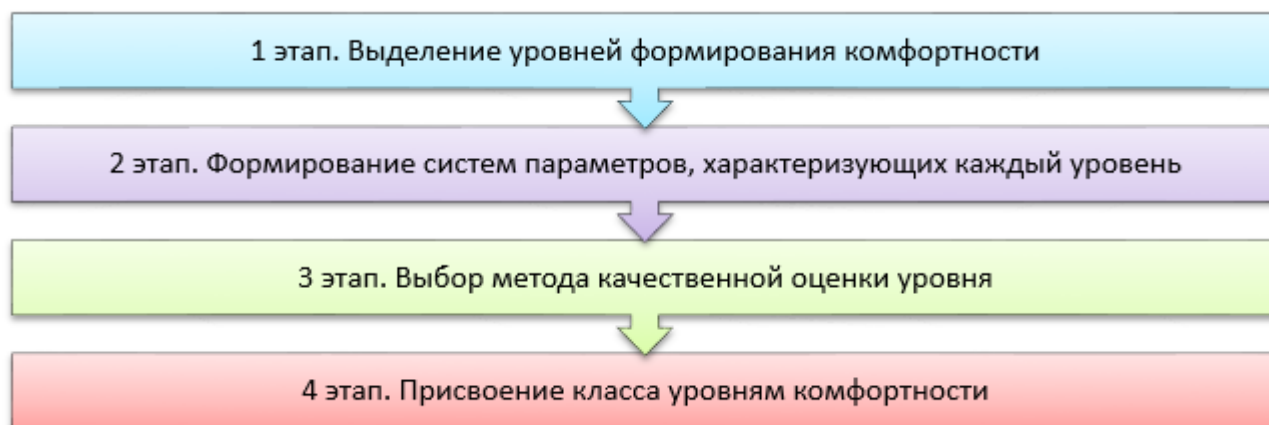 1 этап. Выделение уровней формирования комфортности
2 этап. Формирование систем параметров, характеризующих каждый уровень
3 этап. Выбор метода качественной оценки уровня
4 этап. Присвоение класса уровням комфортности